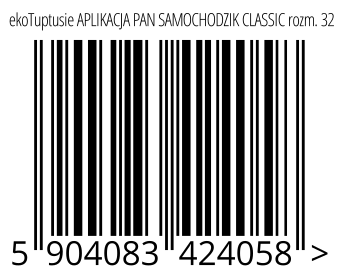 ekoTuptusie APLIKACJA PAN SAMOCHODZIK CLASSIC rozm. 32
5 904083 424058 >